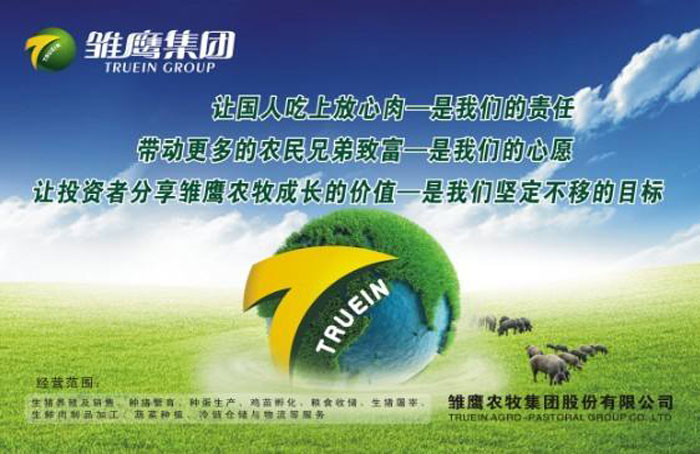 雏鹰集团
TRUEIN
TRUEIN GROUP
让国人吃上放心肉—是我们的责任
带动更多的农民兄弟致富—是我们的心愿
让投资者分享雏鹰农牧成长的价值—是我们坚定不移的目标
TRUEIN
经营范围:
生猪养殖及销售、种猪繁育、种蛋生产、鸡苗孵化、粮食收储、生猪屠宰、
生鲜肉制品加工、蔬菜种植、冷链仓储与物流等服务
雏鹰农牧集团股份有限公司
TRUEIN AGRO-PASTORAL GROUP CO.,LTD